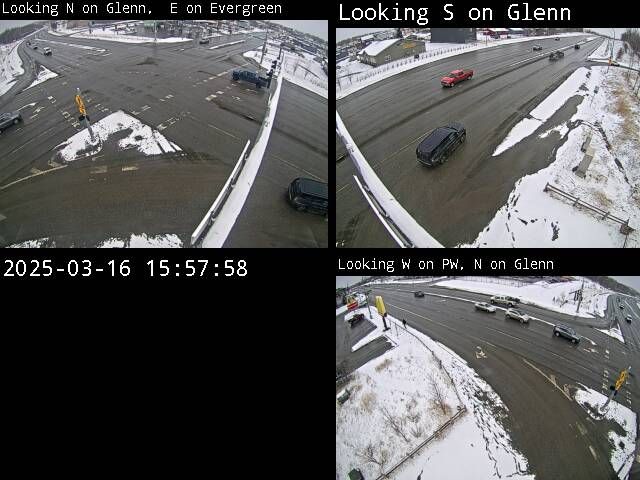 Looking N on Glenn,  E on Evergreen
Looking S on Glenn
2025-03-16 15:57:58
Looking W on PW, N on Glenn